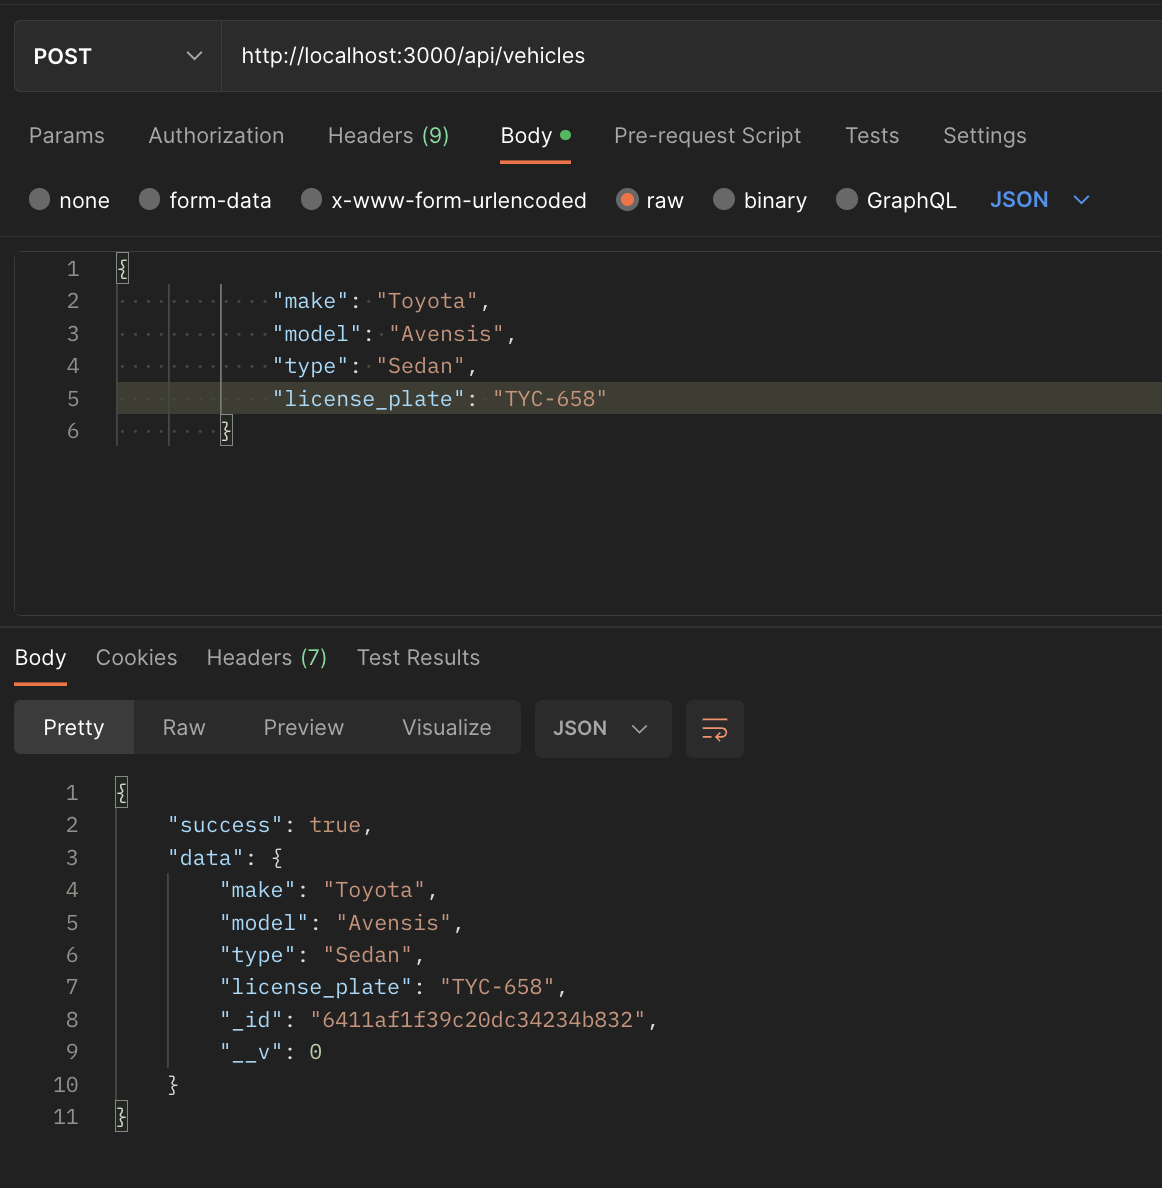 POST http://localhost:3000/api/vehicles
Params Authorization Headers (9) Body Pre-request Script Tests Settings
none form-data x-www-form-urlencoded raw binary GraphQL JSON
1 {
2 "make": "Toyota",
3 "model": "Avensis",
4 "type": "Sedan",
5 "license_plate": "TYC-658"
6 }
Body Cookies Headers (7) Test Results
Pretty Raw Preview Visualize JSON
1 {
2 "success": true,
3 "data": {
4 "make": "Toyota",
5 "model": "Avensis",
6 "type": "Sedan",
7 "license_plate": "TYC-658",
8 "_id": "6411af1f39c20dc34234b832",
9 "__v": 0
10 }
11 }